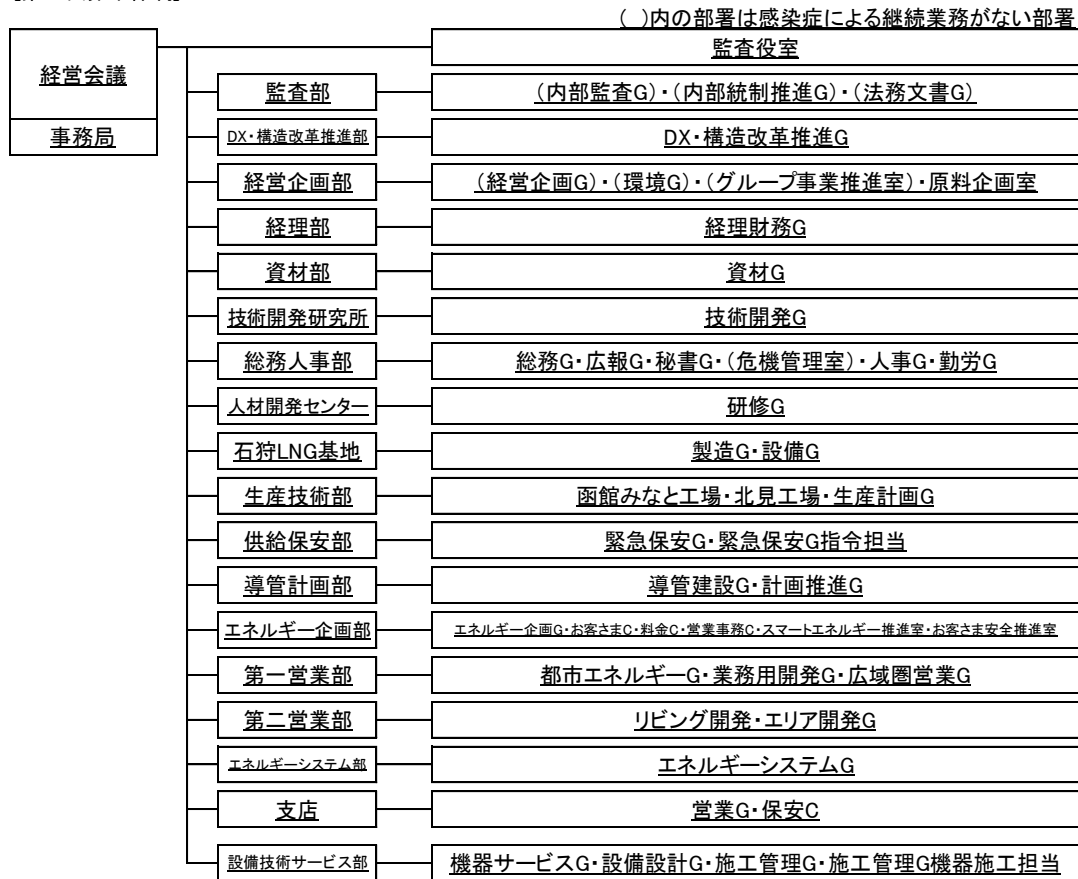 ( )内の部署は感染症による継続業務がない部署
経営会議
事務局
監査役室
監査部
(内部監査G)・(内部統制推進G)・(法務文書G)
DX・構造改革推進部
DX・構造改革推進G
経営企画部
(経営企画G)・(環境G)・(グループ事業推進室)・原料企画室
経理部
経理財務G
資材部
資材G
技術開発研究所
技術開発G
総務人事部
総務G・広報G・秘書G・(危機管理室)・人事G・勤労G
人材開発センター
研修G
石狩LNG基地
製造G・設備G
生産技術部
函館みなと工場・北見工場・生産計画G
供給保安部
緊急保安G・緊急保安G指令担当
導管計画部
導管建設G・計画推進G
エネルギー企画部
エネルギー企画G・お客さまC・料金C・営業事務C・スマートエネルギー推進室・お客さま安全推進室
第一営業部
都市エネルギーG・業務用開発G・広域圏営業G
第二営業部
リビング開発・エリア開発G
エネルギーシステム部
エネルギーシステムG
支店
営業G・保安C
設備技術サービス部
機器サービスG・設備設計G・施工管理G・施工管理G機器施工担当